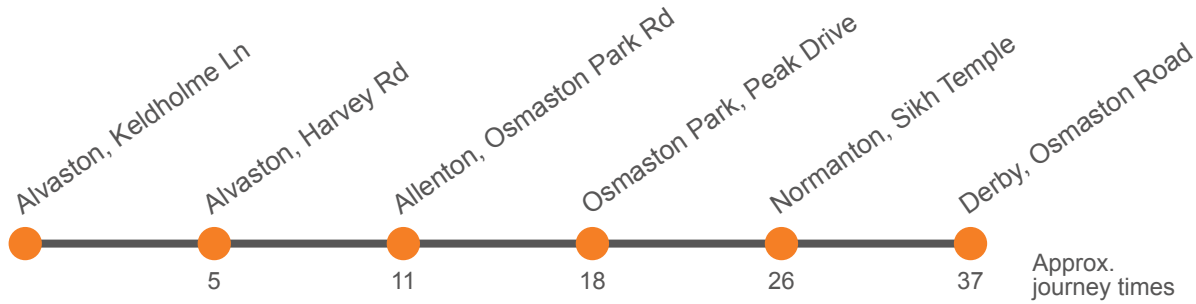 Alvaston, Keldholme Ln
Alvaston, Harvey Rd
Allenton, Osmaston Park Rd
Osmaston Park, Peak Drive
Normanton, Sikh Temple
Derby, Osmaston Road
5
11
18
26
37
Approx.
journey times